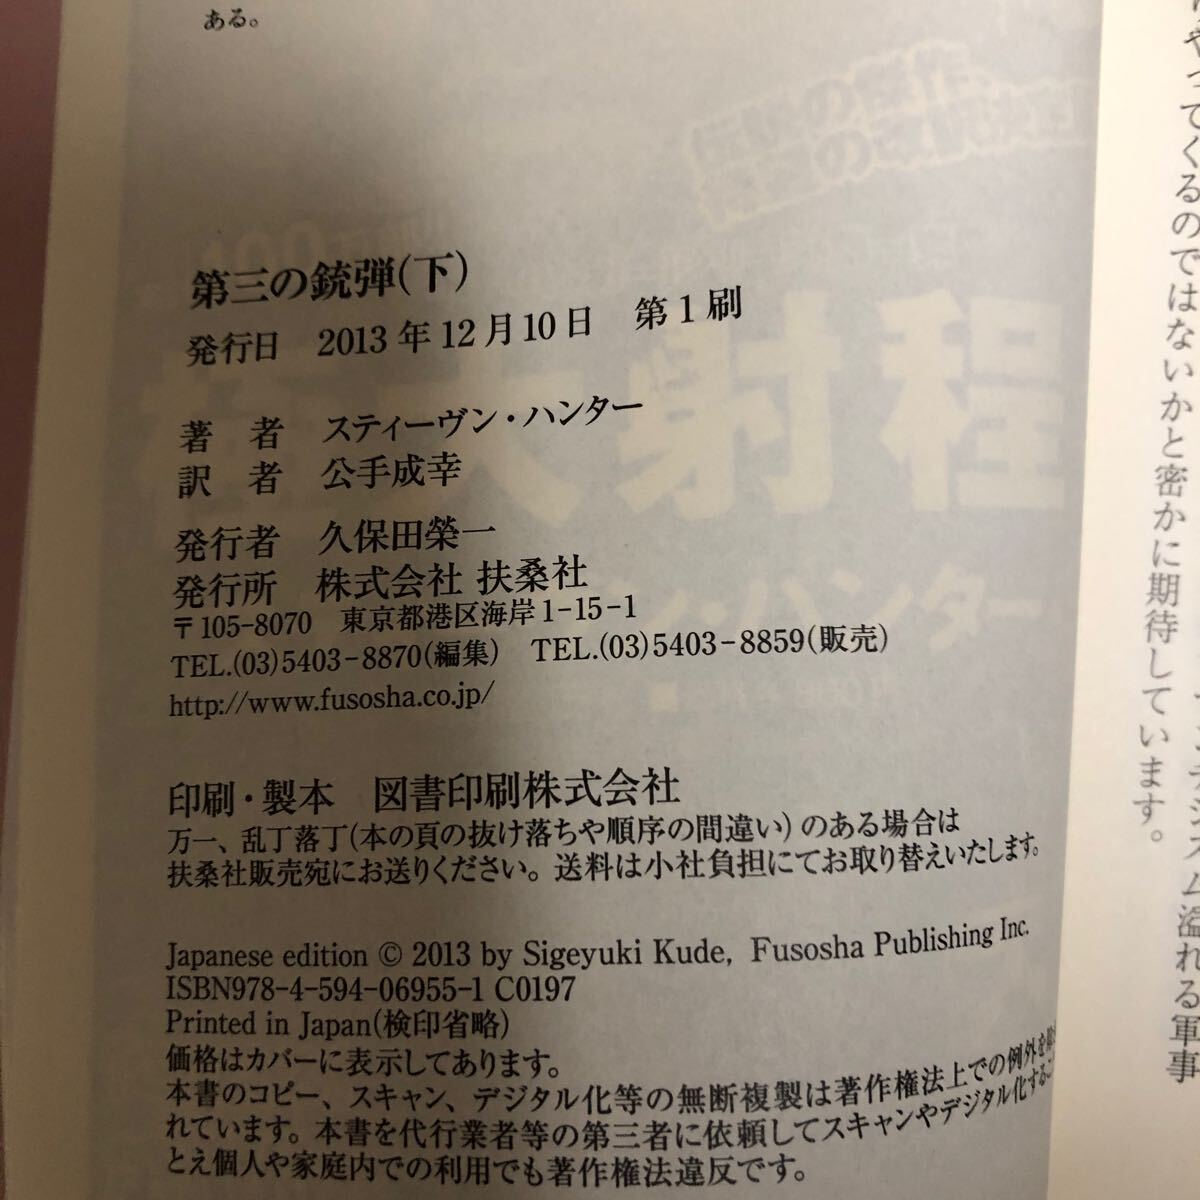 ある。
第三の銃弾(下)
発行日　2013年12月10日　第1刷
著　者　スティーヴン・ハンター
訳　者　公手成幸
発行者　久保田榮一
発行所　株式会社 扶桑社
〒105-8070　東京都港区海岸1-15-1
TEL.(03)5403-8870(編集)　TEL.(03)5403-8859(販売)
http://www.fusosha.co.jp/
印刷・製本　図書印刷株式会社
万一、乱丁落丁(本の頁の抜け落ちや順序の間違い)のある場合は
扶桑社販売宛にお送りください。送料は小社負担にてお取り替えいたします。
Japanese edition © 2013 by Sigeyuki Kude, Fusosha Publishing Inc.
ISBN978-4-594-06955-1 C0197
Printed in Japan(検印省略)
価格はカバーに表示してあります。
本書のコピー、スキャン、デジタル化等の無断複製は著作権法上での例外を
れています。本書を代行業者等の第三者に依頼してスキャンやデジタル化するこ
とえ個人や家庭内での利用でも著作権法違反です。
溢れる軍事
やってくるのではないかと密かに期待しています。